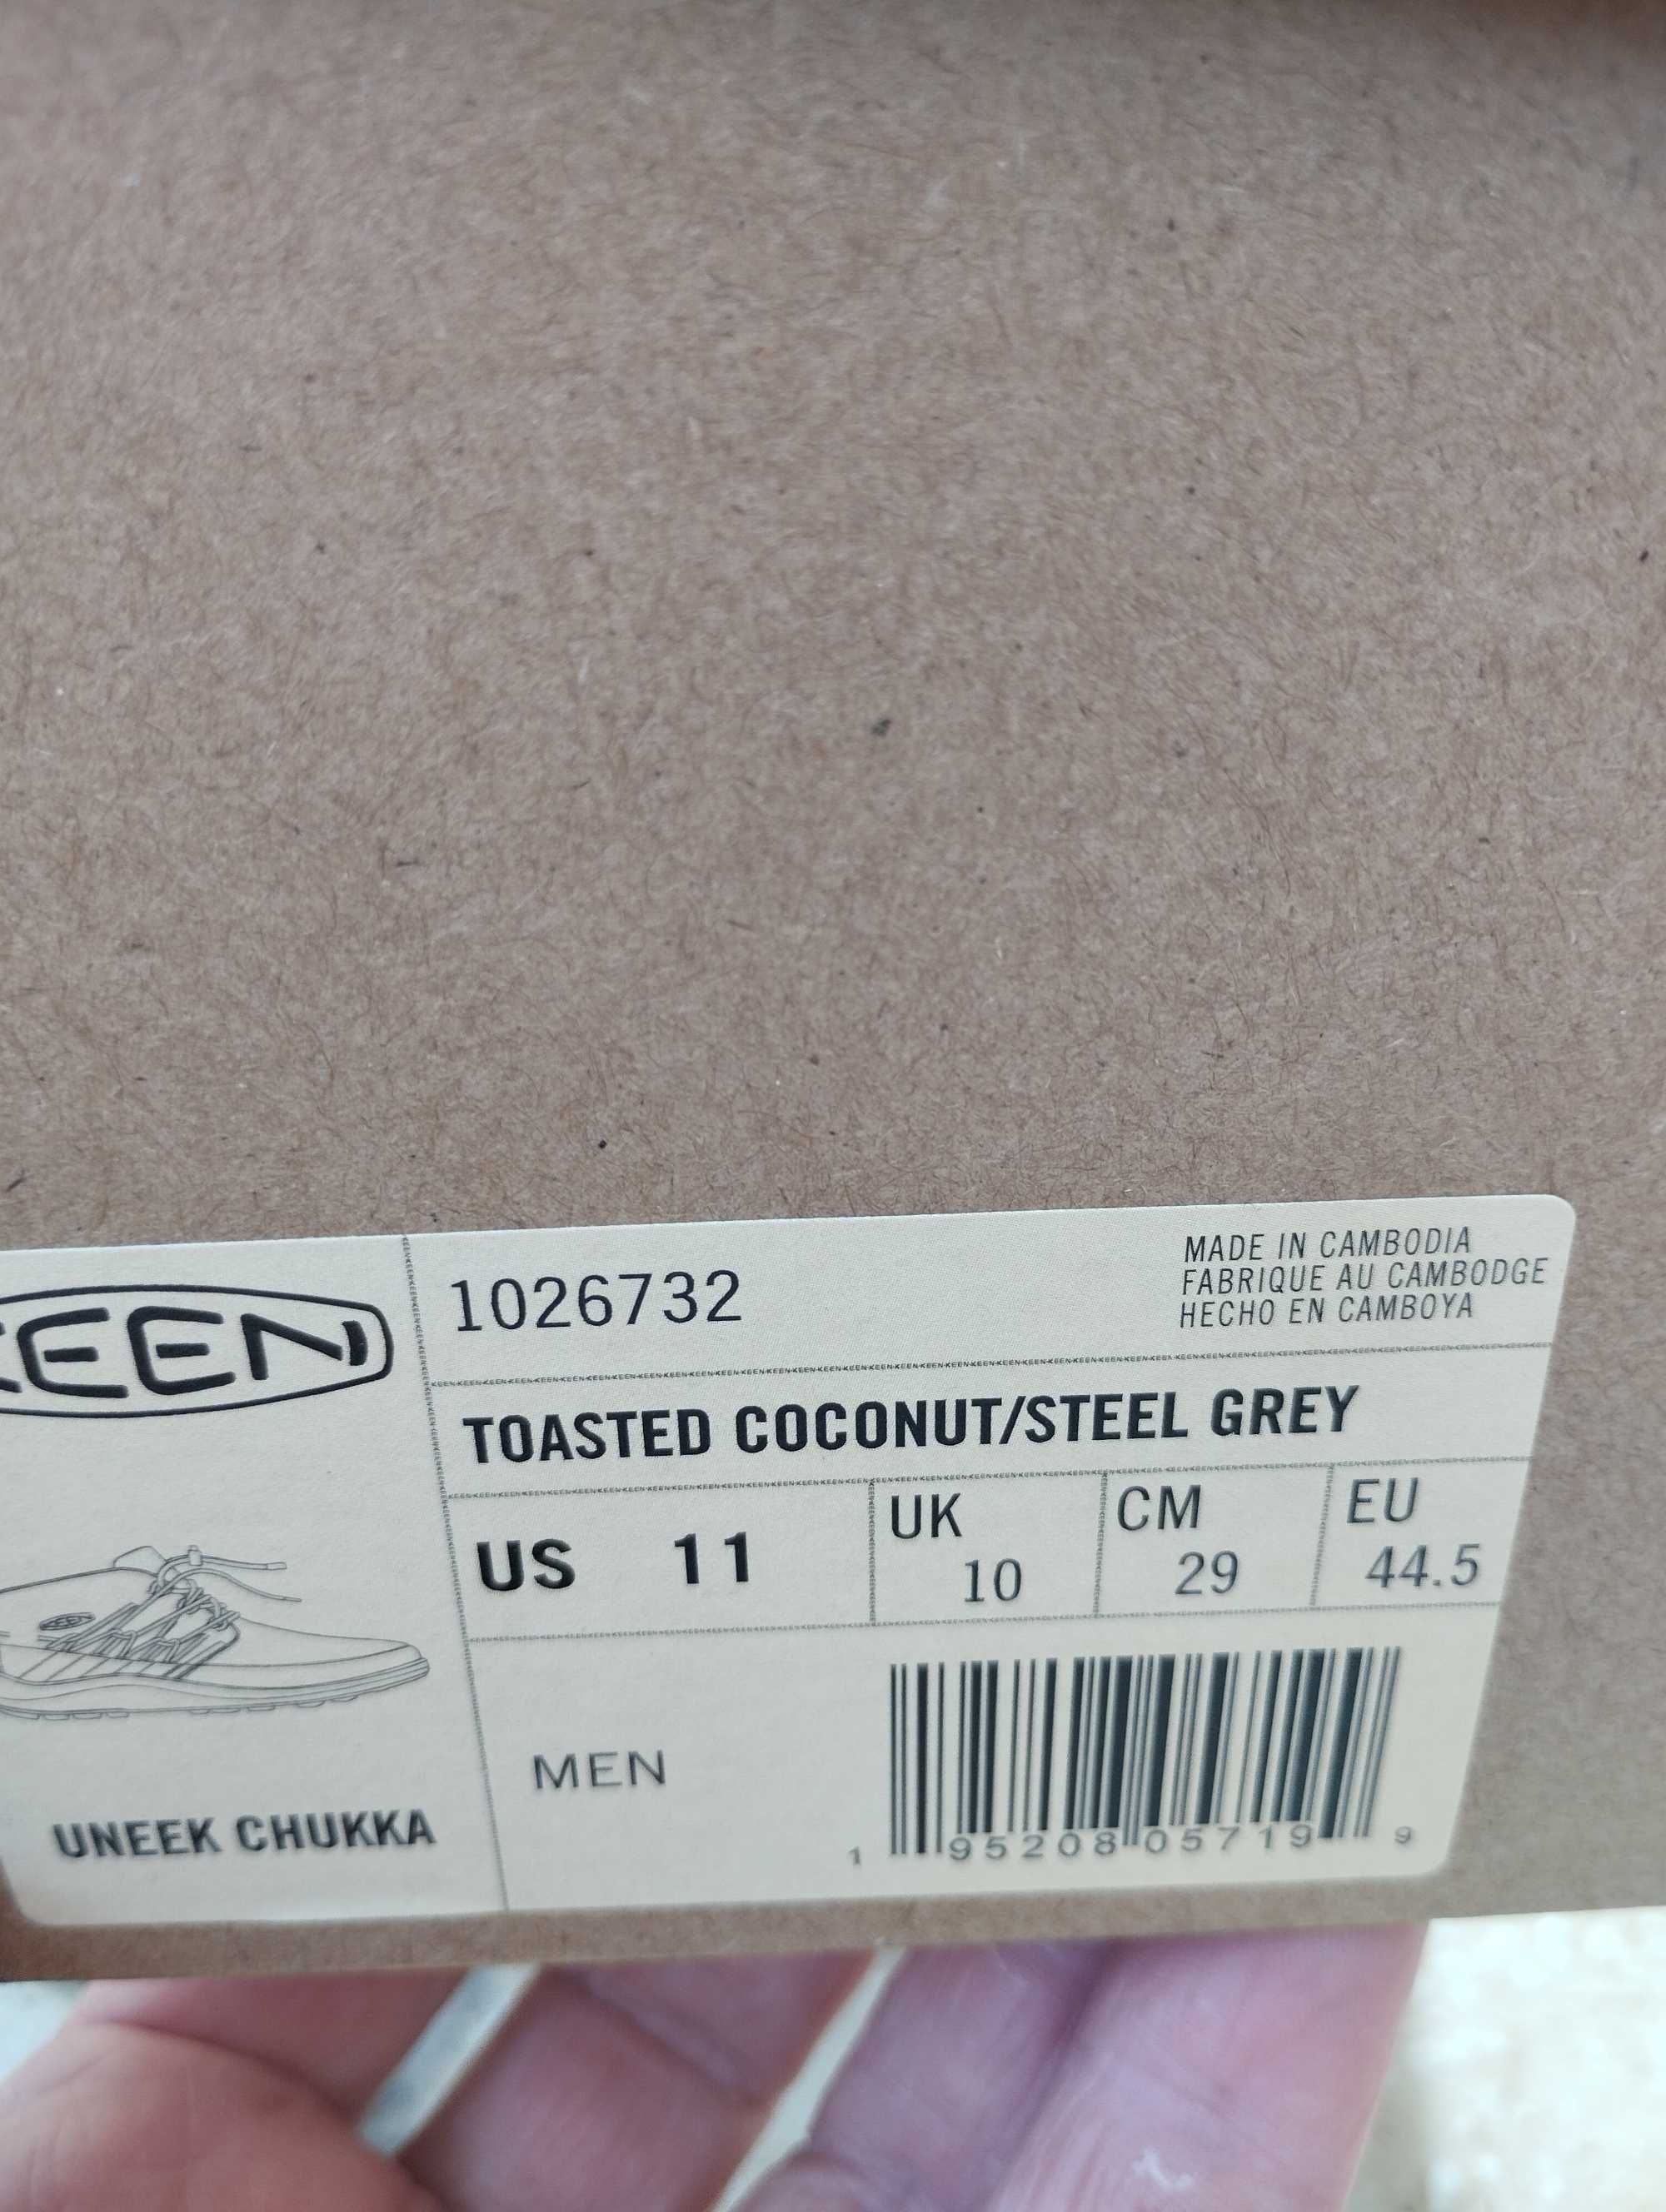 KEEN
1026732
MADE IN CAMBODIA
FABRIQUE AU CAMBODGE
HECHO EN CAMBOYA
TOASTED COCONUT/STEEL GREY
US 11
UK 10
CM 29
EU 44.5
MEN
UNEEK CHUKKA
1 95208 05719 9